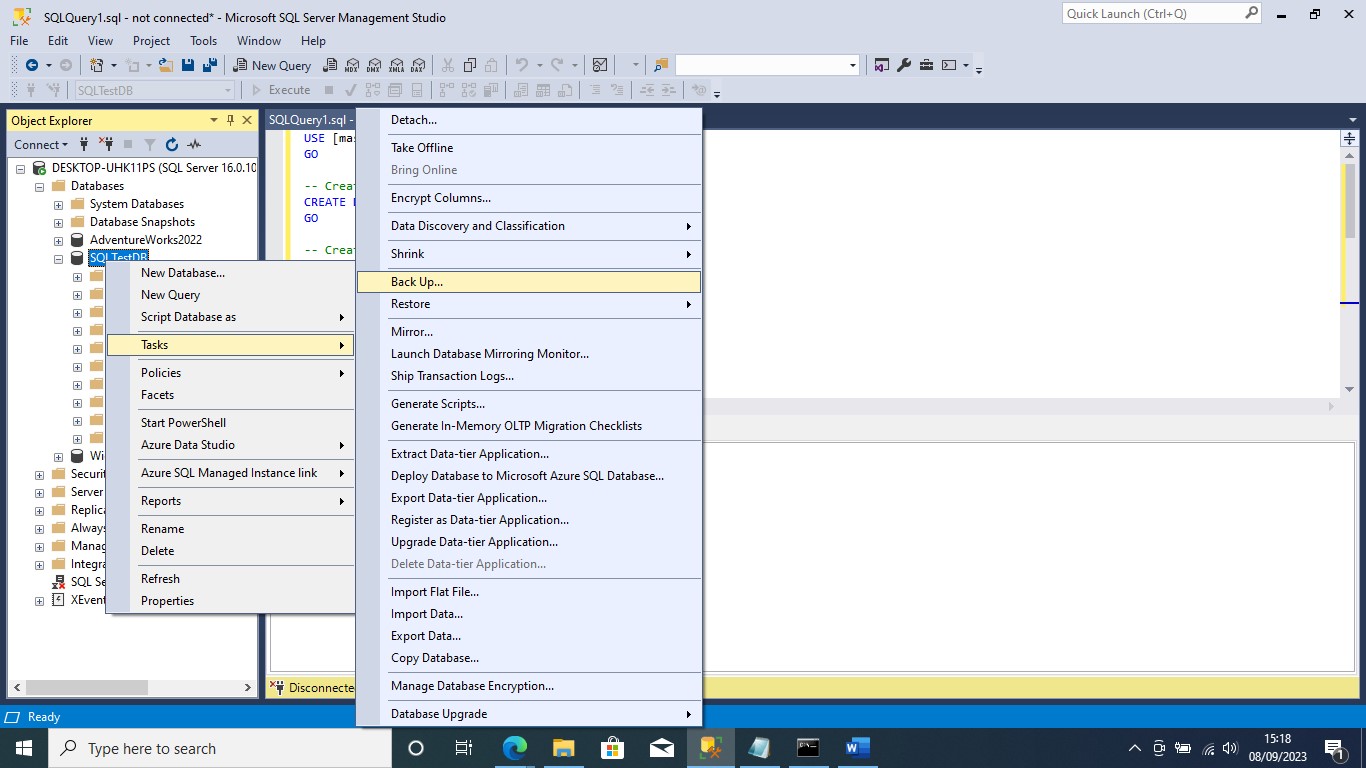 SQLQuery1.sql - not connected* - Microsoft SQL Server Management Studio
Quick Launch (Ctrl+Q)
File Edit View Project Tools Window Help
New Query
MDX DMX XMLA DAX
SQLTestDB
Execute
Object Explorer
Connect
DESKTOP-UHK11PS (SQL Server 16.0.10
Databases
System Databases
Database Snapshots
AdventureWorks2022
SQLTestDB
Wi
Securit
Server
Replica
Always
Manag
Integra
SQL Se
XEvent
SQLQuery1.sql -
USE [mas
GO
-- Creat
CREATE
GO
-- Creat
New Database...
New Query
Script Database as
Tasks
Policies
Facets
Start PowerShell
Azure Data Studio
Azure SQL Managed Instance link
Reports
Rename
Delete
Refresh
Properties
Detach...
Take Offline
Bring Online
Encrypt Columns...
Data Discovery and Classification
Shrink
Back Up...
Restore
Mirror...
Launch Database Mirroring Monitor...
Ship Transaction Logs...
Generate Scripts...
Generate In-Memory OLTP Migration Checklists
Extract Data-tier Application...
Deploy Database to Microsoft Azure SQL Database...
Export Data-tier Application...
Register as Data-tier Application...
Upgrade Data-tier Application...
Delete Data-tier Application...
Import Flat File...
Import Data...
Export Data...
Copy Database...
Manage Database Encryption...
Database Upgrade
Disconnecte
Ready
Type here to search
15:18
08/09/2023
1